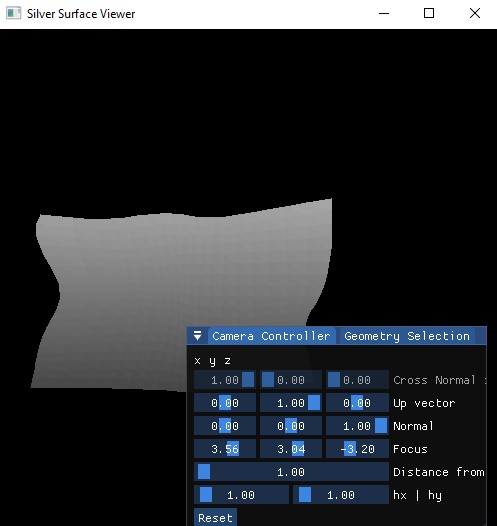 Silver Surface Viewer
Camera Controller Geometry Selection
x y z
1.00 0.00 0.00 Cross Normal
0.00 1.00 0.00 Up vector
0.00 0.00 1.00 Normal
3.56 3.04 -3.20 Focus
1.00 Distance from
1.00 1.00 hx | hy
Reset